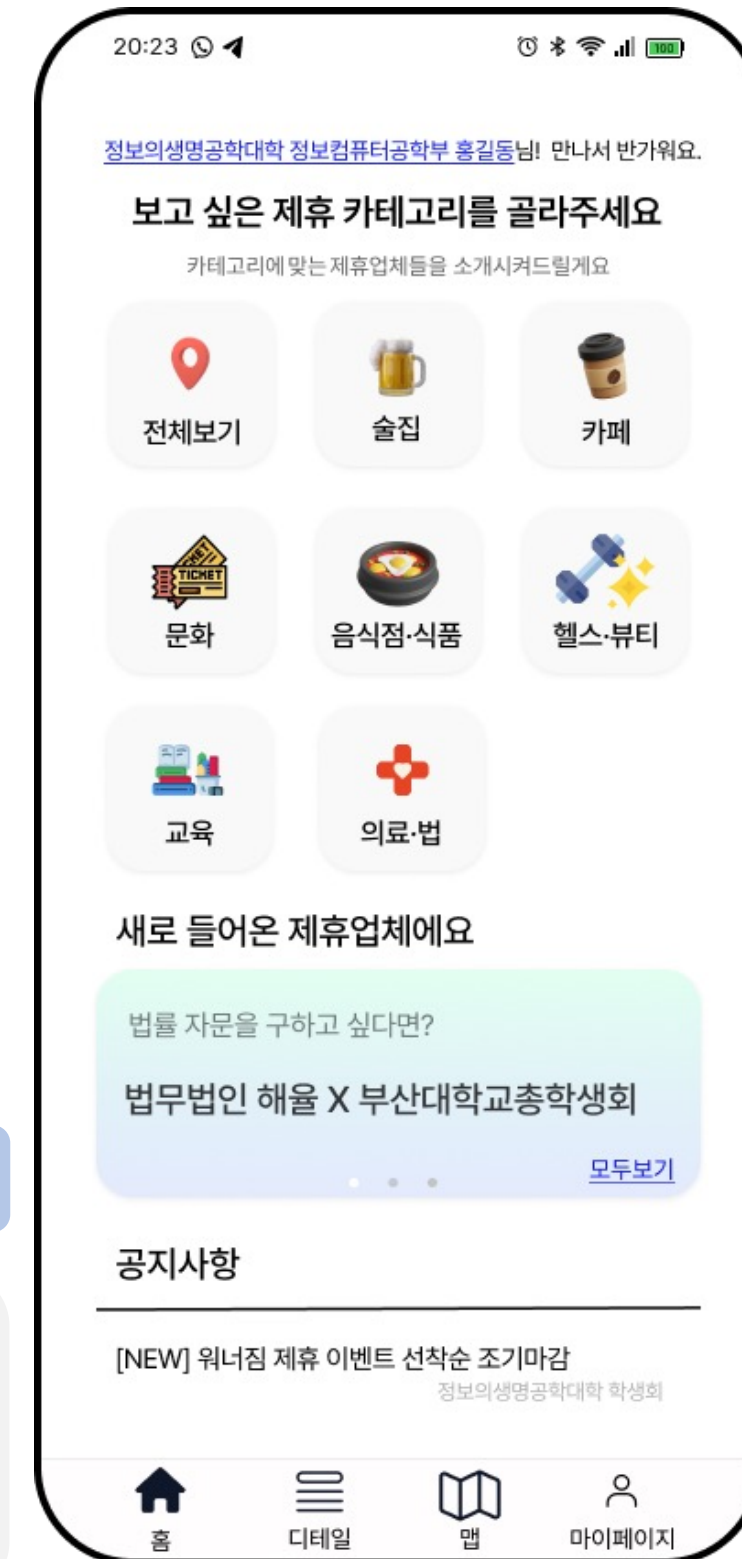 20:23
100
정보의생명공학대학 정보컴퓨터공학부 홍길동님! 만나서 반가워요.
보고 싶은 제휴 카테고리를 골라주세요
카테고리에 맞는 제휴업체들을 소개시켜드릴게요
전체보기
술집
카페
TICKET
TICKET
문화
음식점·식품
헬스·뷰티
교육
의료·법
새로 들어온 제휴업체에요
법률 자문을 구하고 싶다면?
법무법인 해율 X 부산대학교총학생회
모두보기
공지사항
[NEW] 워너짐 제휴 이벤트 선착순 조기마감
정보의생명공학대학 학생회
홈
디테일
맵
마이페이지